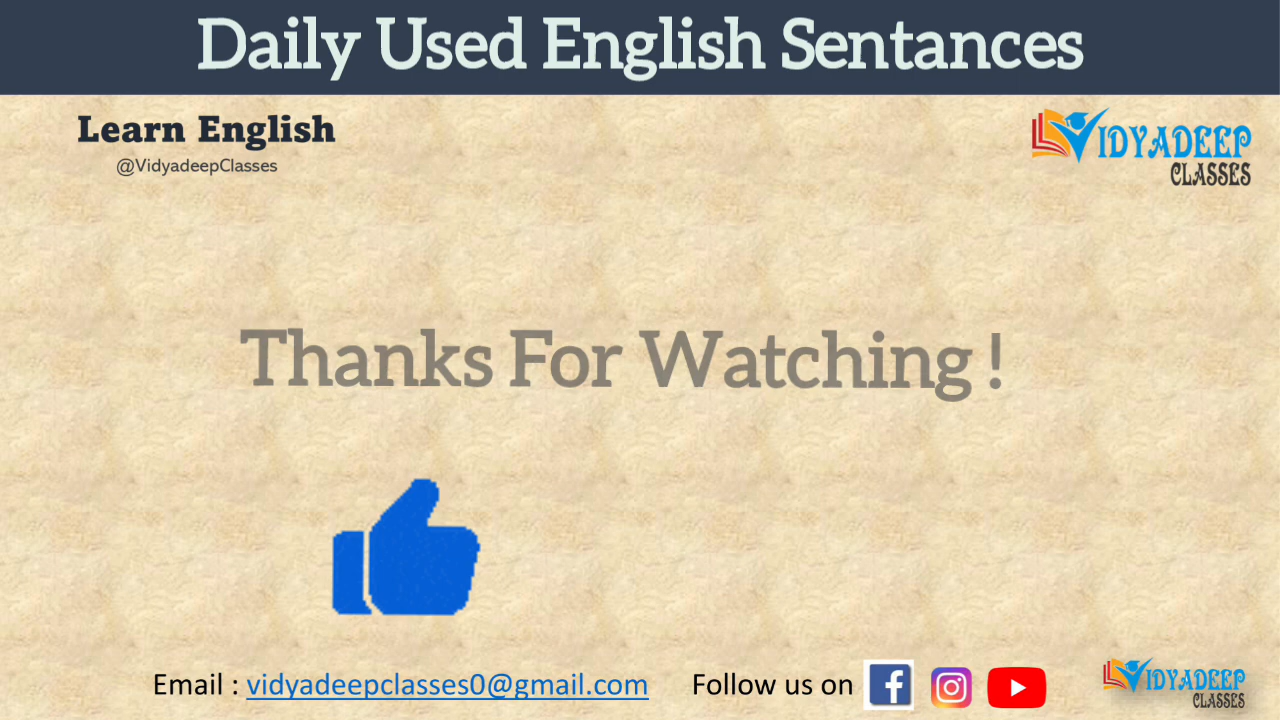 Daily Used English Sentances
Learn English
@VidyadeepClasses
VIDYADEEP
CLASSES
Thanks For Watching !
Email : vidyadeepclasses0@gmail.com Follow us on
VIDYADEEP
CLASSES